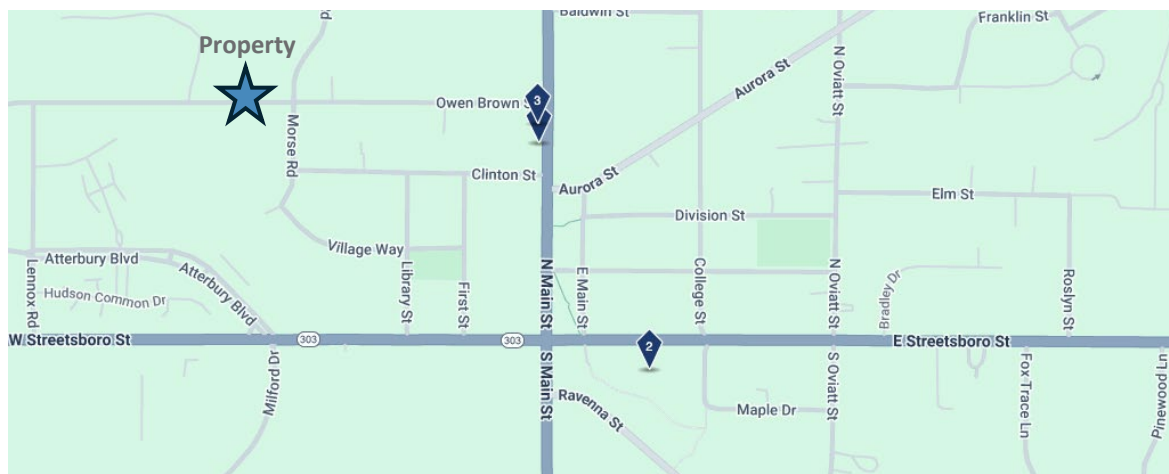 Rd
Baldwin St
Franklin St
Property
Aurora St
N Oviatt St
3
Owen Brown S
Morse Rd
Clinton St
Aurora St
Elm St
Division St
Village Way
Atterbury Blvd
Lennox Rd
Hudson Common Dr
Atterbury Blvd
Library St
First St
N Main St
E Main St
College St
N Oviatt St
Bradley Dr
Roslyn St
W Streetsboro St
303
303
2
E Streetsboro St
S Main St
Milford Dr
Ravenna St
Maple Dr
S Oviatt St
Fox Trace Ln
Pinewood Ln